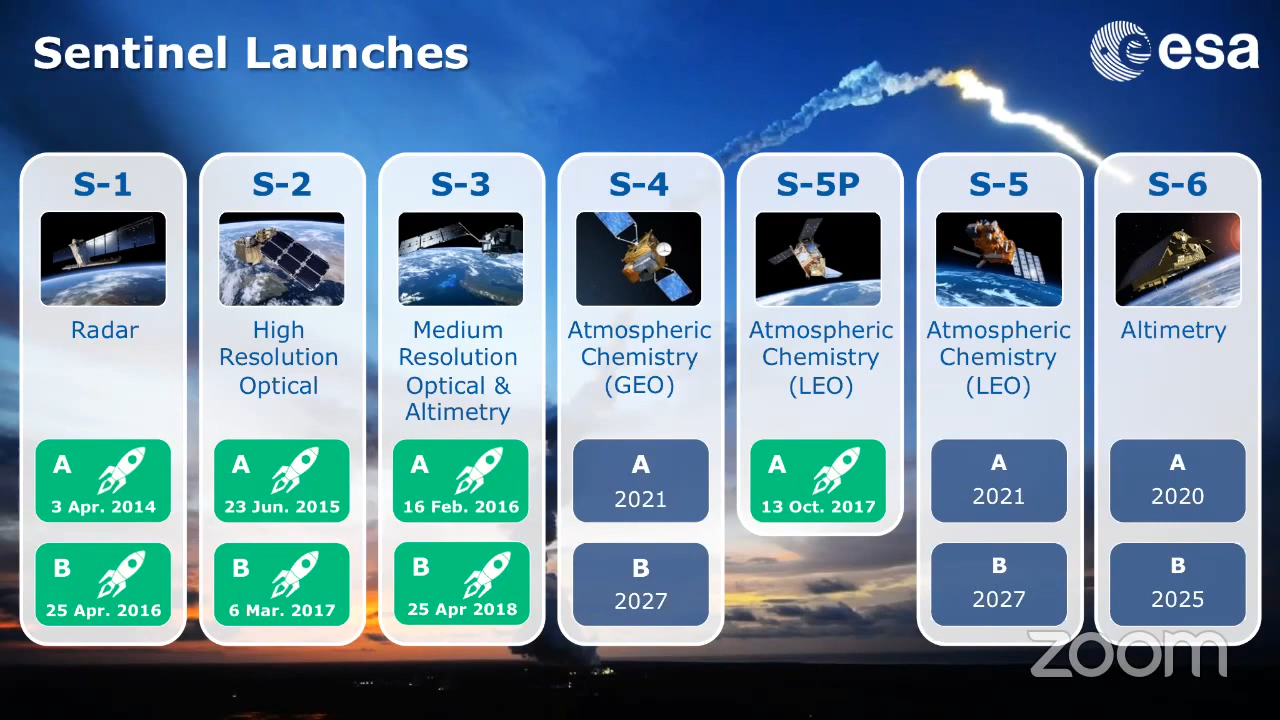 Sentinel Launches
esa
S-1
Radar
A
3 Apr. 2014
B
25 Apr. 2016
S-2
High
Resolution
Optical
A
23 Jun. 2015
B
6 Mar. 2017
S-3
Medium
Resolution
Optical &
Altimetry
A
16 Feb. 2016
B
25 Apr 2018
S-4
Atmospheric
Chemistry
(GEO)
A
2021
B
2027
S-5P
Atmospheric
Chemistry
(LEO)
A
13 Oct. 2017
S-5
Atmospheric
Chemistry
(LEO)
A
2021
B
2027
S-6
Altimetry
A
2020
B
2025
zoom